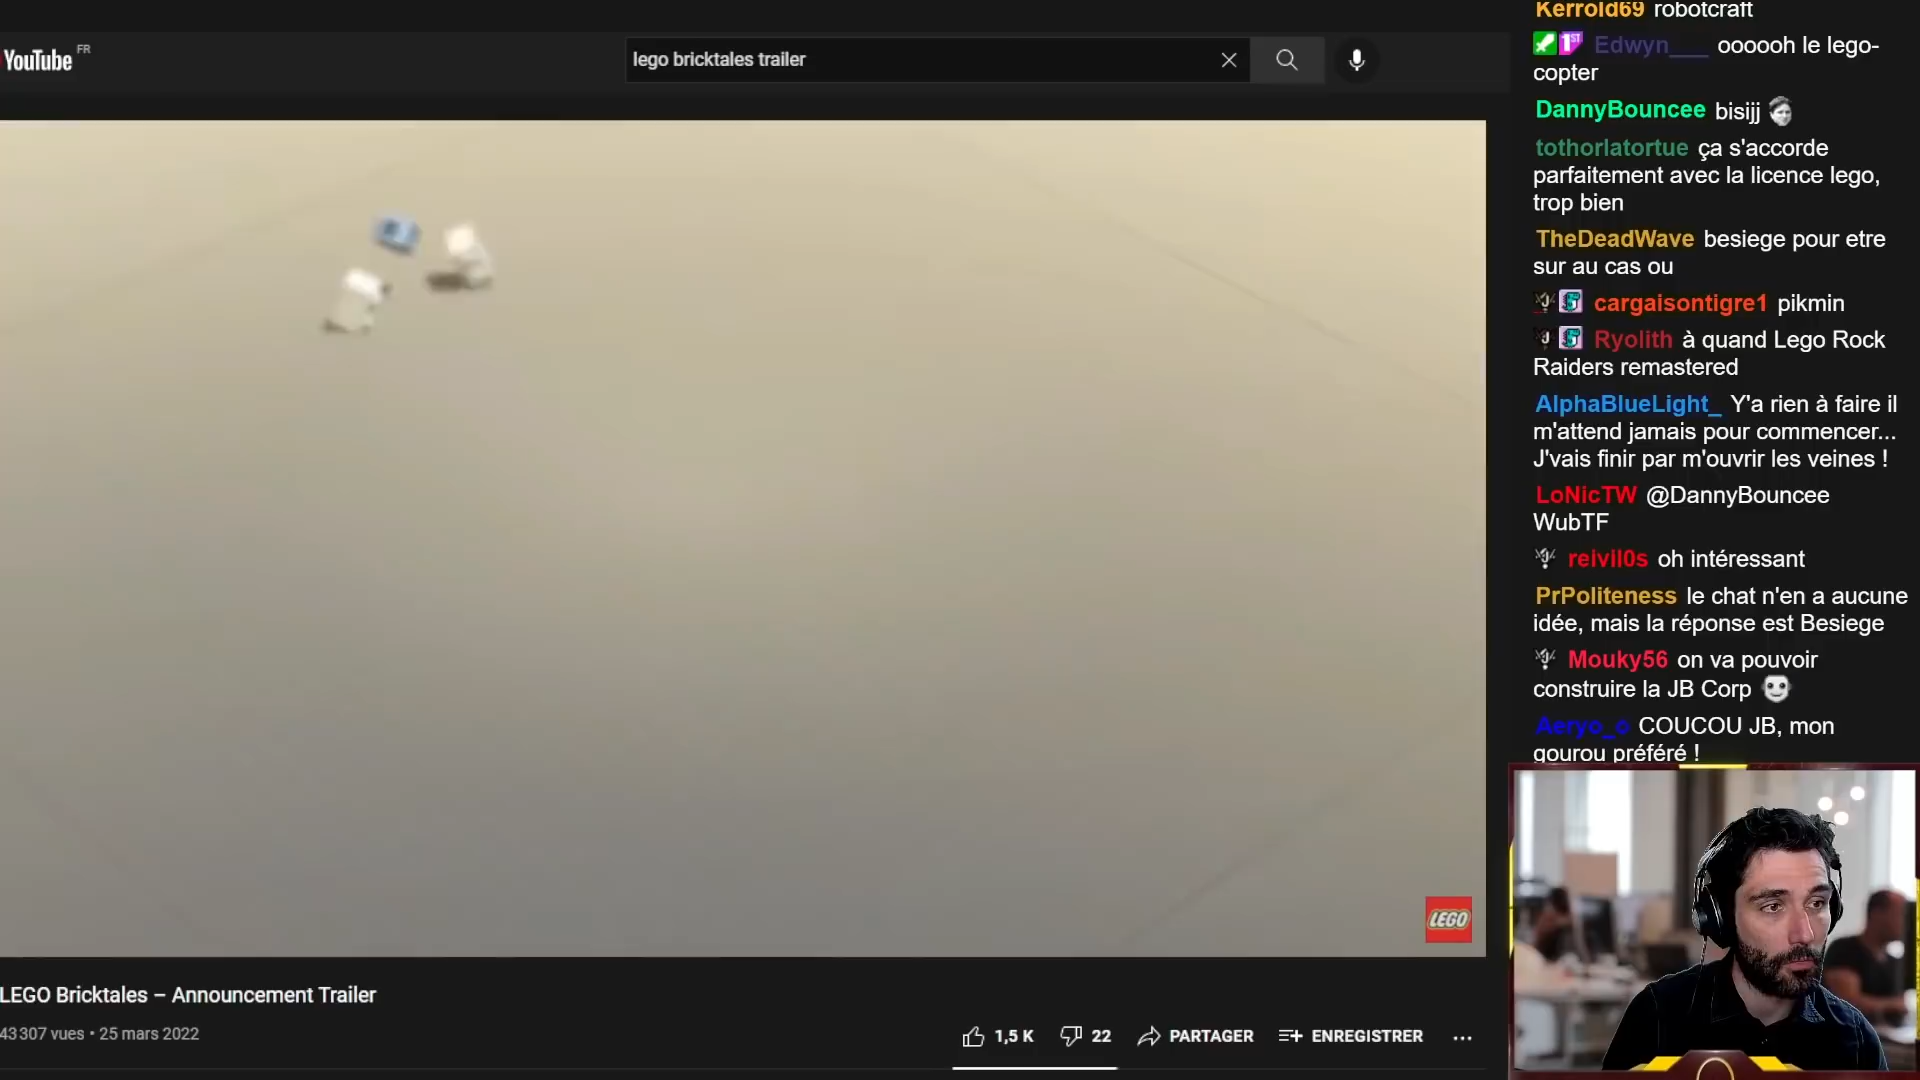 YouTube FR
lego bricktales trailer
LEGO
LEGO Bricktales – Announcement Trailer
43 307 vues • 25 mars 2022
1,5 K
22
PARTAGER
ENREGISTRER
Kerrold69 robotcraft
1ST Edwyn___ oooooh le lego-
copter
DannyBouncee bisijj
tothorlatortue ça s'accorde
parfaitement avec la licence lego,
trop bien
TheDeadWave besiege pour etre
sur au cas ou
cargaisontigre1 pikmin
Ryolith à quand Lego Rock
Raiders remastered
AlphaBlueLight_ Y'a rien à faire il
m'attend jamais pour commencer...
J'vais finir par m'ouvrir les veines !
LoNicTW @DannyBouncee
WubTF
reivil0s oh intéressant
PrPoliteness le chat n'en a aucune
idée, mais la réponse est Besiege
Mouky56 on va pouvoir
construire la JB Corp
Aeryo_o COUCOU JB, mon
gourou préféré !